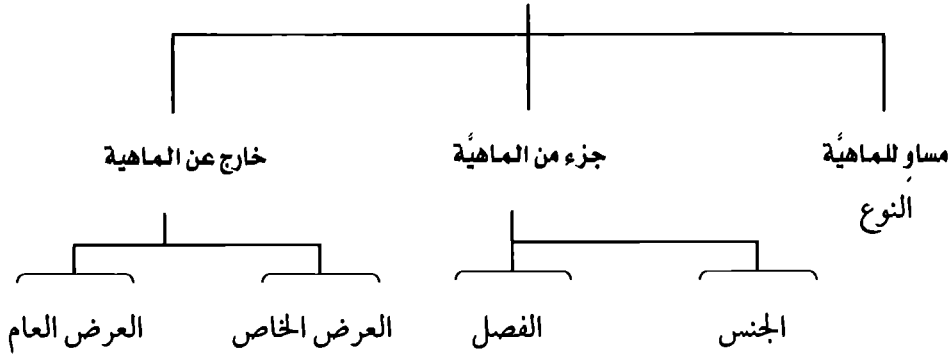 مساوٍ للماهيَّة جزء من الماهيَّة خارج عن الماهية
النوع
الجنس الفصل العرض الخاص العرض العام